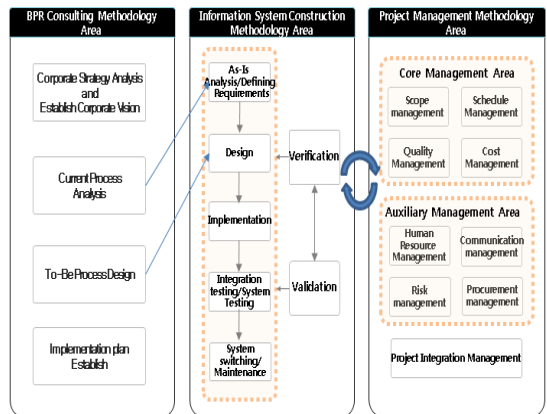 BPR Consulting Methodology
Area
Corporate Strategy Analysis
and
Establish Corporate Vision
Current Process
Analysis
To-Be Process Design
Implementation plan
Establish
Information System Construction
Methodology Area
As-Is
Analysis/Defining
Requirements
Design
Implementation
Integration
testing/System
Testing
System
switching/
Maintenance
Verification
Validation
Project Management Methodology
Area
Core Management Area
Scope
management
Schedule
Management
Quality
Management
Cost
Management
Auxiliary Management Area
Human
Resource
Management
Communication
management
Risk
management
Procurement
management
Project Integration Management